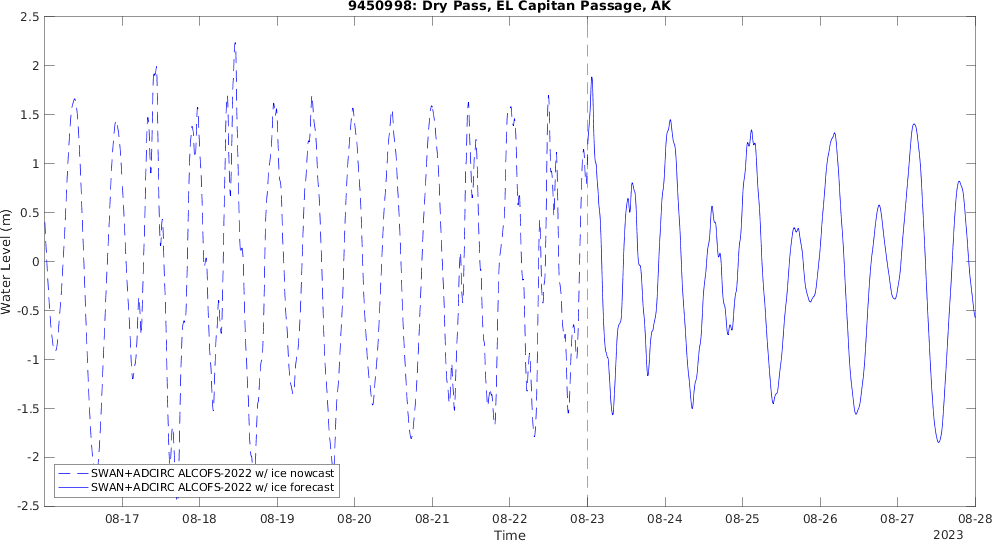 9450998: Dry Pass, EL Capitan Passage, AK
2.5
2
1.5
1
0.5
0
-0.5
-1
-1.5
-2
-2.5
Water Level (m)
SWAN+ADCIRC ALCOFS-2022 w/ ice nowcast
SWAN+ADCIRC ALCOFS-2022 w/ ice forecast
08-17 08-18 08-19 08-20 08-21 08-22 08-23 08-24 08-25 08-26 08-27 08-28
Time
2023